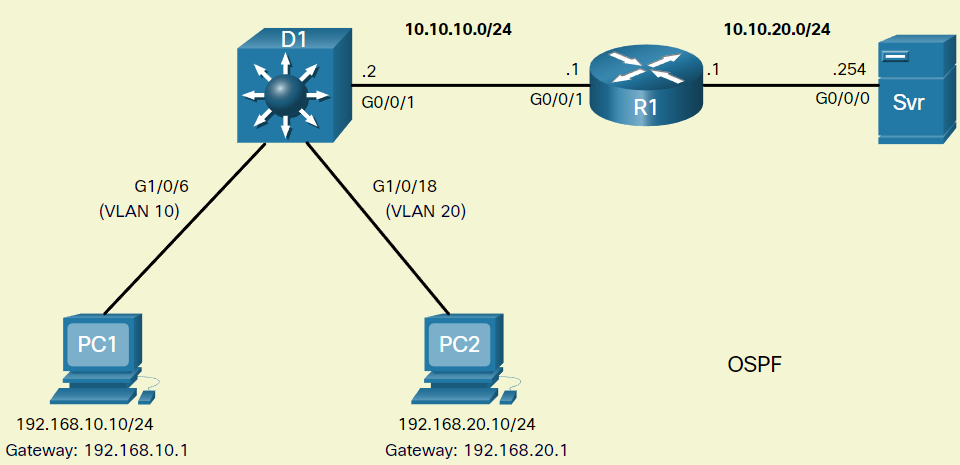 D1
10.10.10.0/24
10.10.20.0/24
.2
.1
.1
.254
G0/0/1
G0/0/1
R1
G0/0/0
Svr
G1/0/6
(VLAN 10)
G1/0/18
(VLAN 20)
PC1
PC2
OSPF
192.168.10.10/24
Gateway: 192.168.10.1
192.168.20.10/24
Gateway: 192.168.20.1